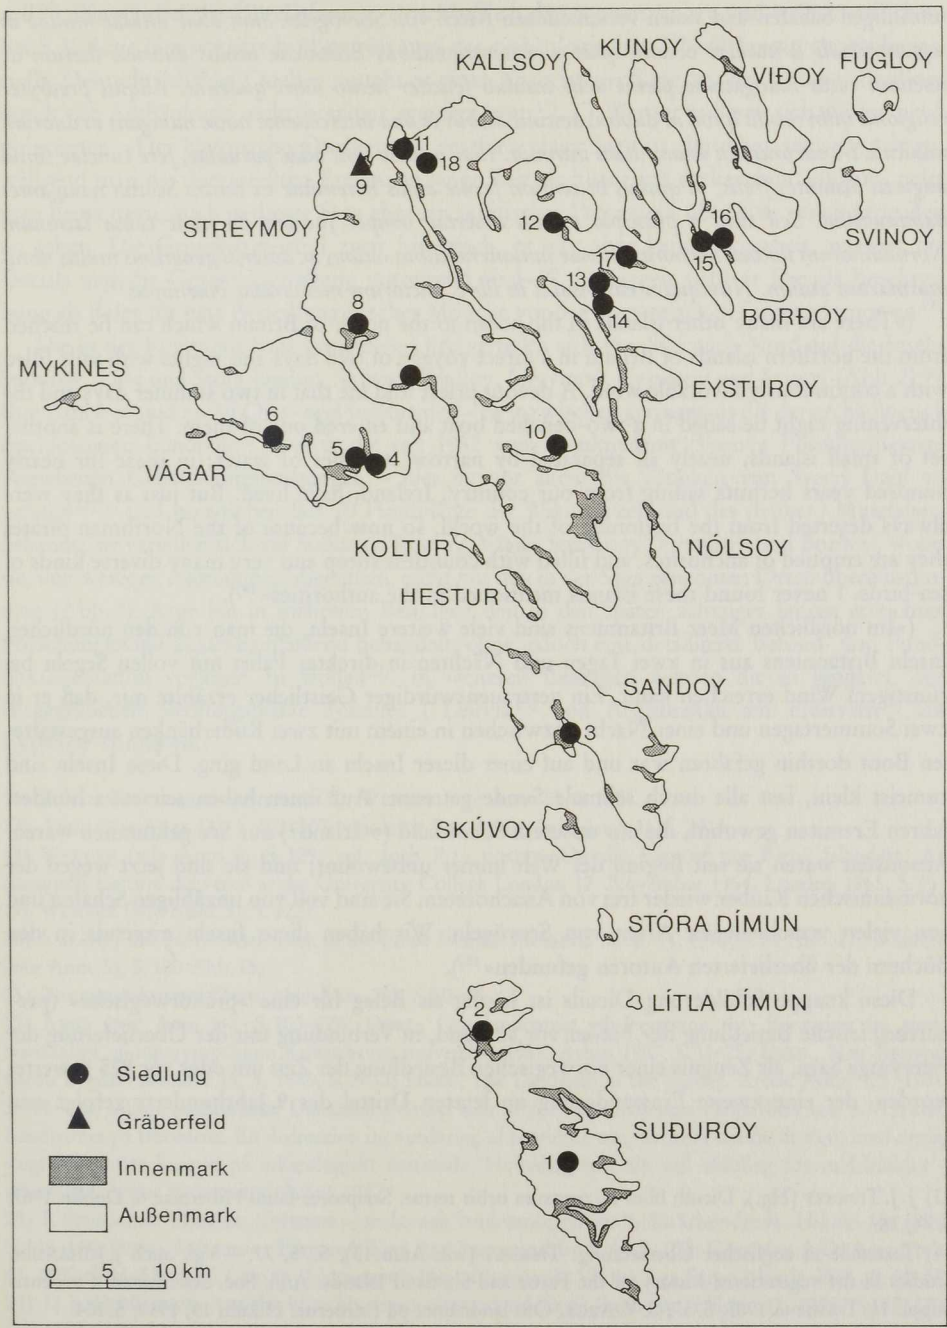 KALLSOY
KUNOY
VIÐOY
FUGLOY
11
18
9
STREYMOY
12
16
SVINOY
17
15
13
14
BORÐOY
8
7
MYKINES
EYSTUROY
6
10
5
4
VÁGAR
KOLTUR
NÓLSOY
HESTUR
SANDOY
3
SKÚVOY
STÓRA DÍMUN
LÍTLA DÍMUN
2
Siedlung
Gräberfeld
SUÐUROY
1
Innenmark
Außenmark
0 5 10 km